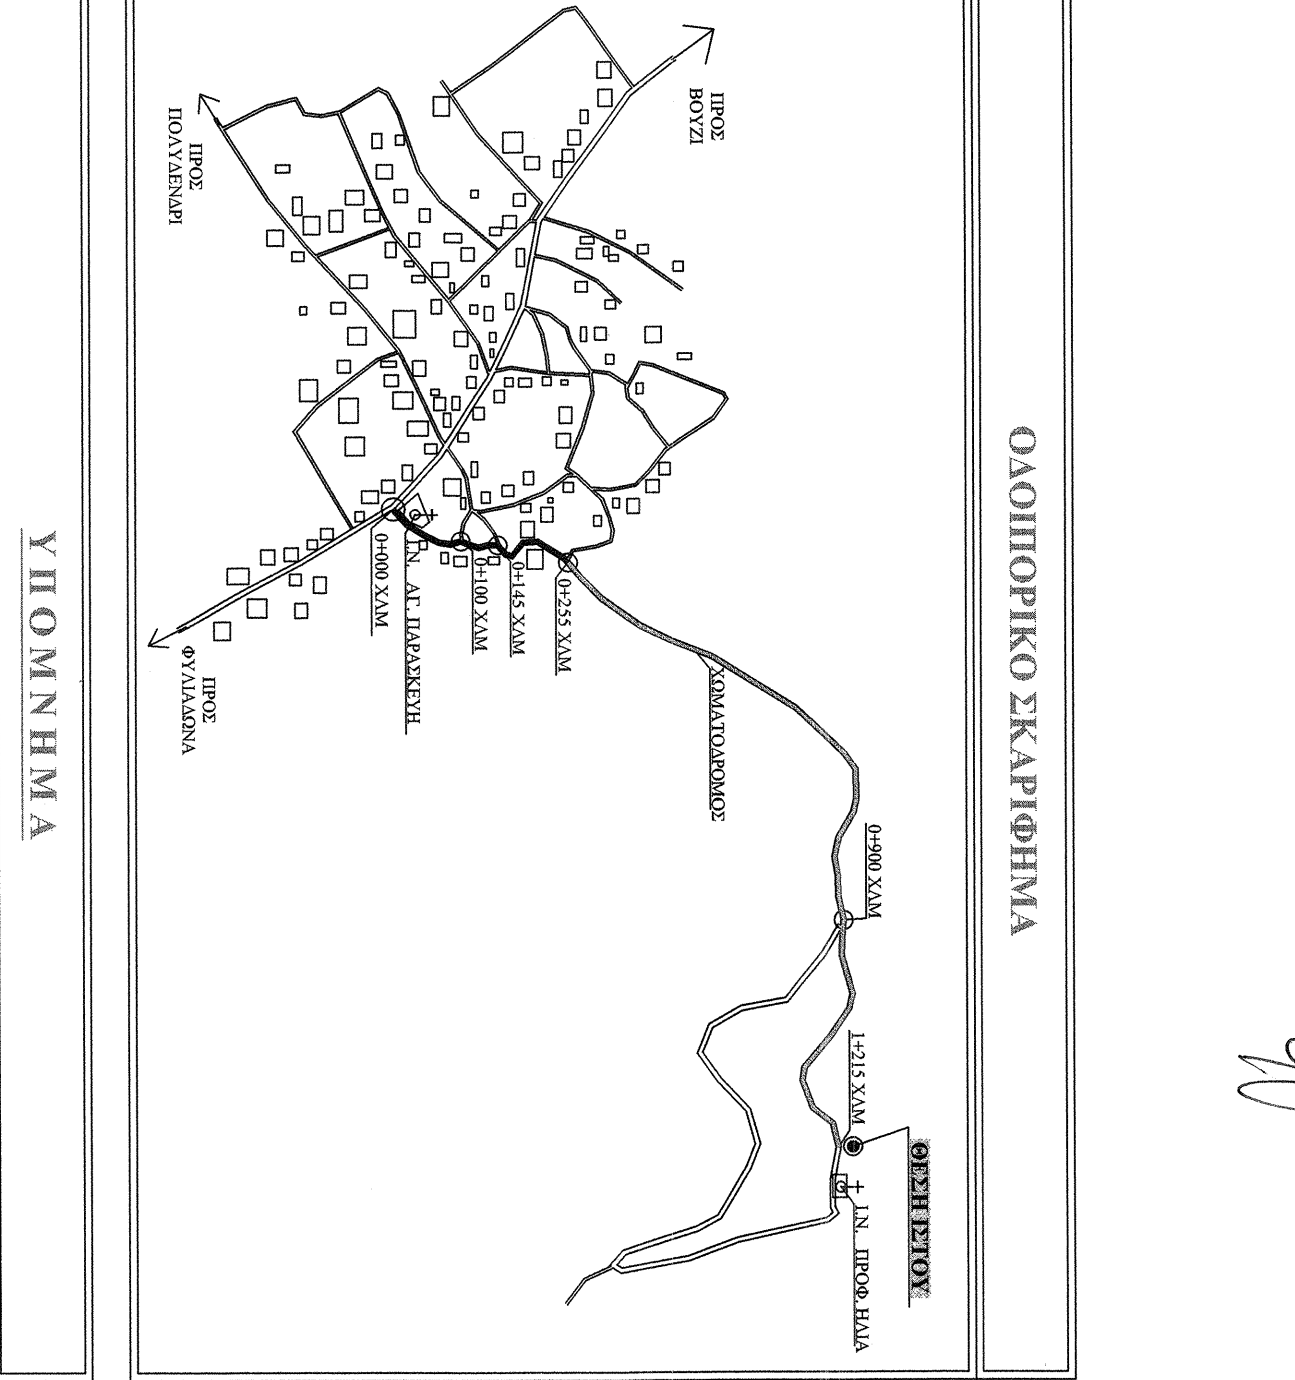 ΟΔΟΙΠΟΡΙΚΟ ΣΚΑΡΙΦΗΜΑ
ΠΡΟΣ
ΒΟΥΖΙ
ΠΡΟΣ
ΠΟΛΥΔΕΝΔΡΙ
ΘΕΣΗ ΙΣΤΟΥ
0+900 ΧΛΜ
1+215 ΧΛΜ
Ι.Ν. ΠΡΟΦ. ΗΛΙΑ
ΧΩΜΑΤΟΔΡΟΜΟΣ
0+255 ΧΛΜ
0+145 ΧΛΜ
0+100 ΧΛΜ
Ι.Ν. ΑΓ. ΠΑΡΑΣΚΕΥΗ
0+000 ΧΛΜ
ΠΡΟΣ
ΦΥΛΙΑΔΩΝΑ
ΥΠΟΜΝΗΜΑ